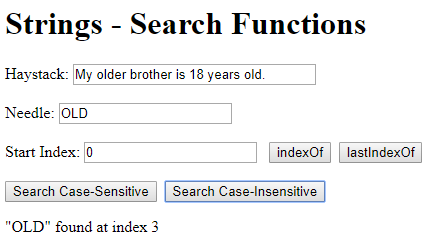 Strings - Search Functions
Haystack: My older brother is 18 years old.
Needle: OLD
Start Index: 0 indexOf lastIndexOf
Search Case-Sensitive Search Case-Insensitive
"OLD" found at index 3